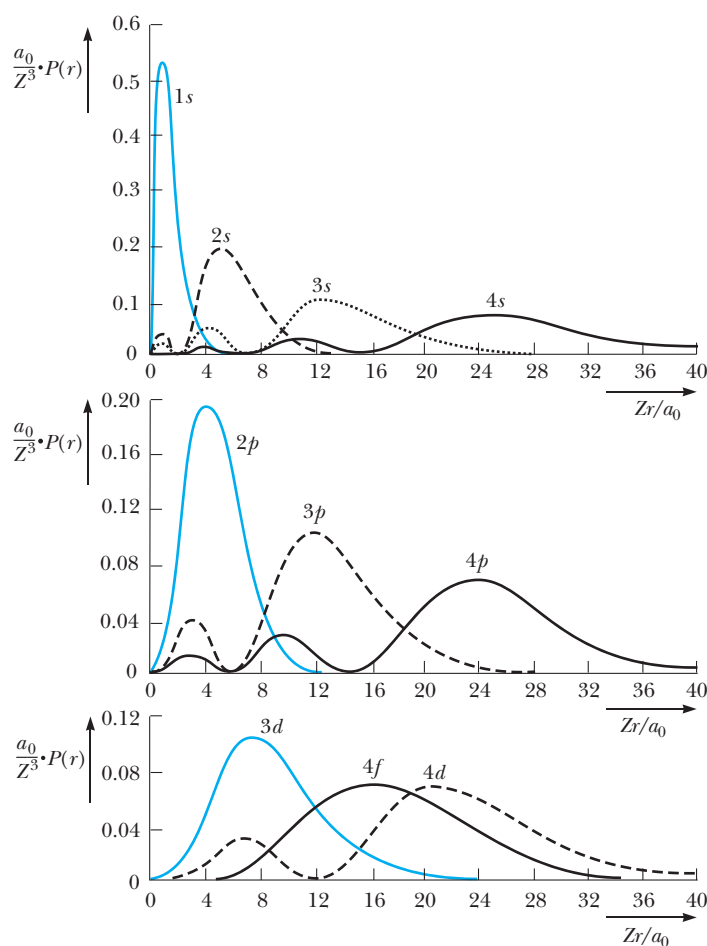 0.6
a₀/Z³ • P(r)
0.5
1s
0.4
0.3
0.2
2s
3s
4s
0.1
0
0 4 8 12 16 20 24 28 32 36 40
Zr/a₀
0.20
a₀/Z³ • P(r)
0.16
2p
0.12
3p
0.08
4p
0.04
0
0 4 8 12 16 20 24 28 32 36 40
Zr/a₀
0.12
3d
a₀/Z³ • P(r)
4f 4d
0.08
0.04
0
0 4 8 12 16 20 24 28 32 36 40
Zr/a₀